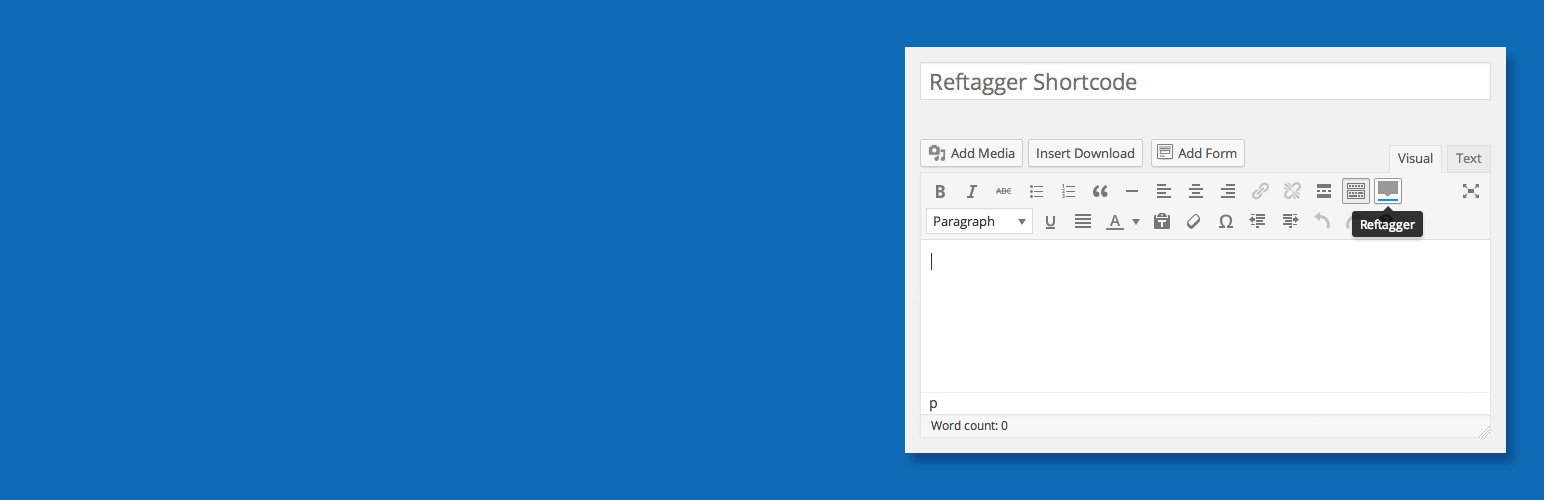 Reftagger Shortcode
Add Media Insert Download Add Form Visual Text
B I ABC
Paragraph U A Ω
Reftagger
p
Word count: 0